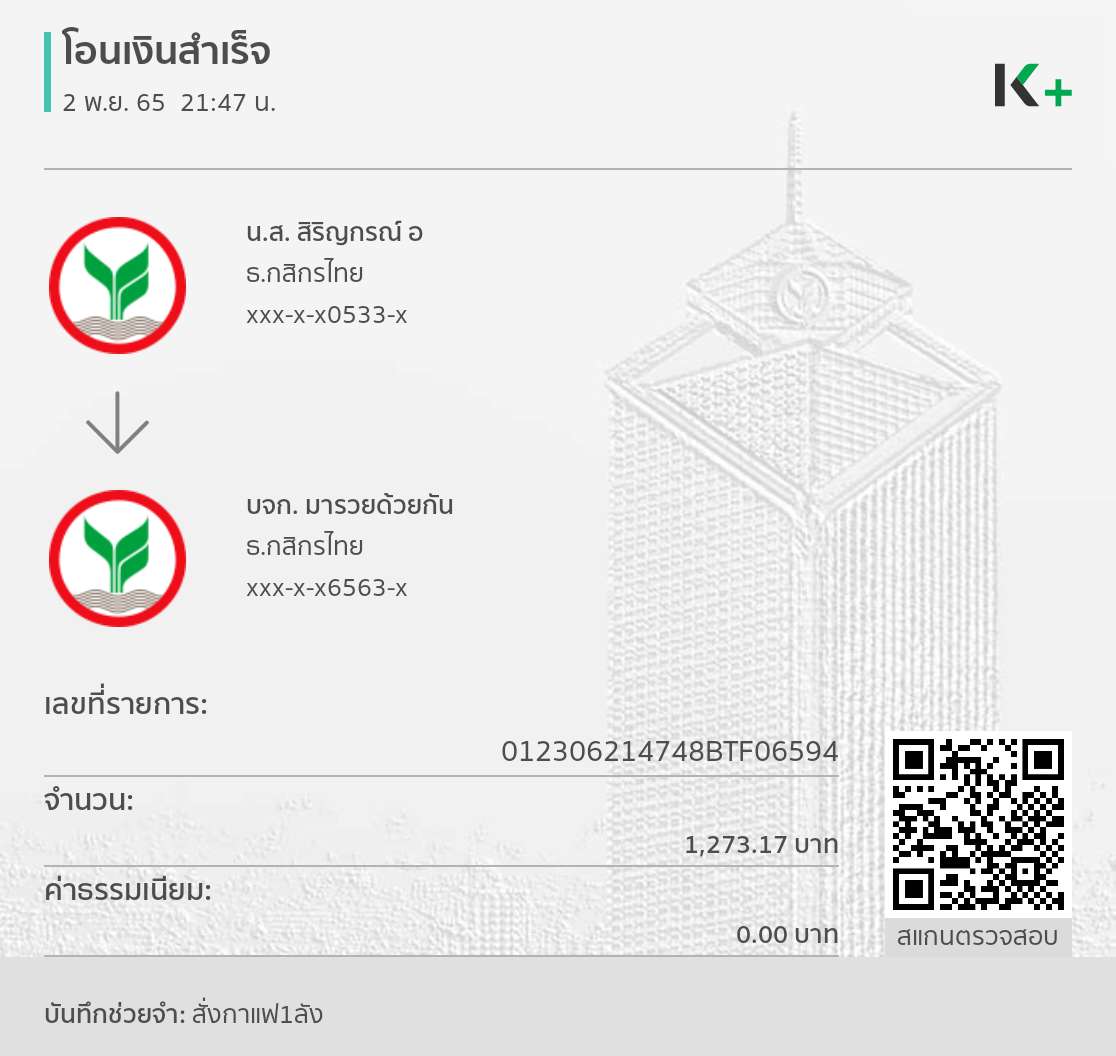 โอนเงินสำเร็จ
2 พ.ย. 65 21:47 น.
K+
น.ส. สิริญกรณ์ อ
ธ.กสิกรไทย
xxx-x-x0533-x
บจก. มารวยด้วยกัน
ธ.กสิกรไทย
xxx-x-x6563-x
เลขที่รายการ:
012306214748BTF06594
จำนวน:
1,273.17 บาท
ค่าธรรมเนียม:
0.00 บาท
สแกนตรวจสอบ
บันทึกช่วยจำ: สั่งกาแฟ1ลัง